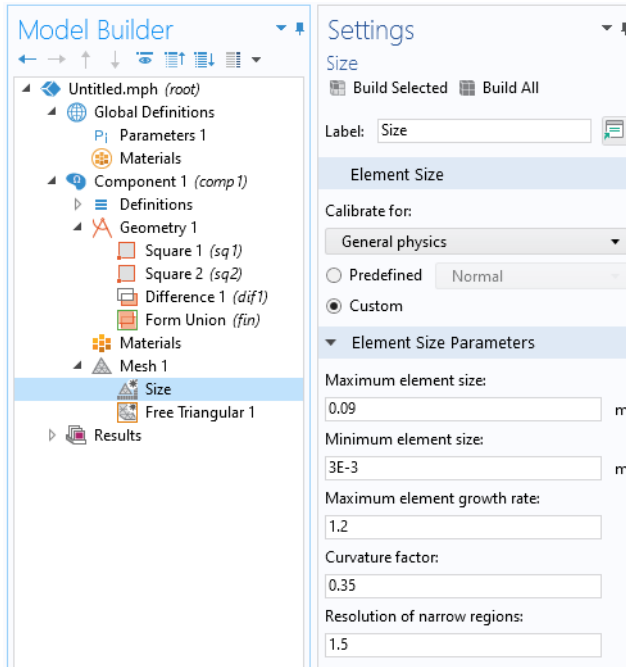 Model Builder
Untitled.mph (root)
Global Definitions
Pi Parameters 1
Materials
Component 1 (comp1)
Definitions
Geometry 1
Square 1 (sq1)
Square 2 (sq2)
Difference 1 (dif1)
Form Union (fin)
Materials
Mesh 1
Size
Free Triangular 1
Results
Settings
Size
Build Selected Build All
Label: Size
Element Size
Calibrate for:
General physics
Predefined Normal
Custom
Element Size Parameters
Maximum element size:
0.09 m
Minimum element size:
3E-3 m
Maximum element growth rate:
1.2
Curvature factor:
0.35
Resolution of narrow regions:
1.5